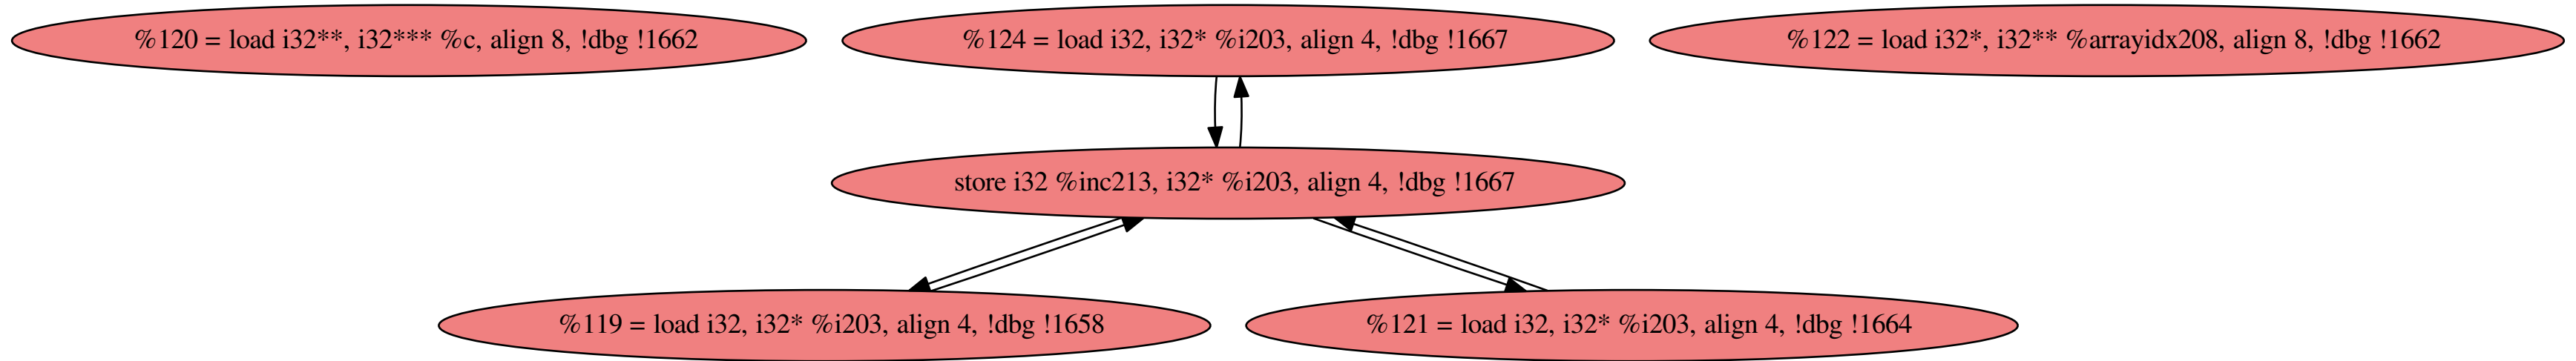 %120 = load i32**, i32*** %c, align 8, !dbg !1662
%124 = load i32, i32* %i203, align 4, !dbg !1667
%122 = load i32*, i32** %arrayidx208, align 8, !dbg !1662
store i32 %inc213, i32* %i203, align 4, !dbg !1667
%119 = load i32, i32* %i203, align 4, !dbg !1658
%121 = load i32, i32* %i203, align 4, !dbg !1664